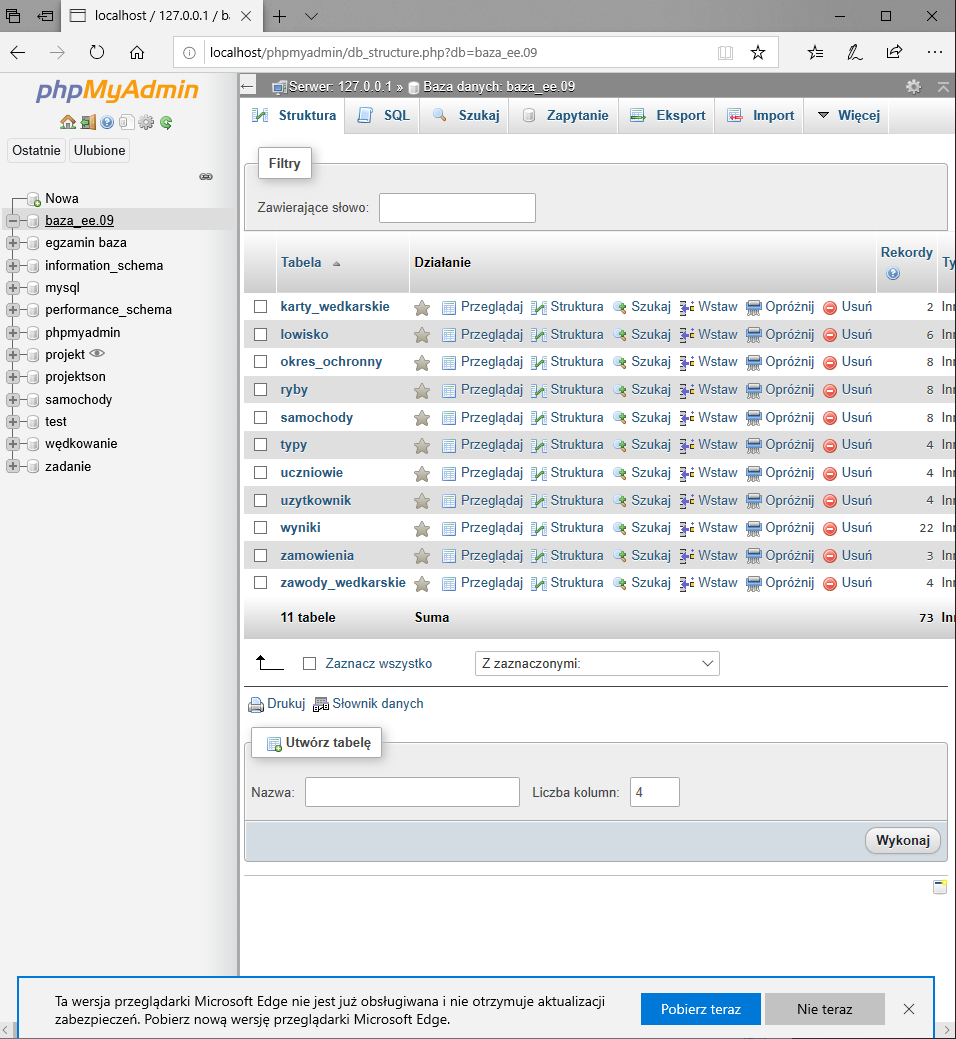 localhost / 127.0.0.1 / b
localhost/phpmyadmin/db_structure.php?db=baza_ee.09
phpMyAdmin
Ostatnie Ulubione
Nowa
baza_ee.09
egzamin baza
information_schema
mysql
performance_schema
phpmyadmin
projekt
projektson
samochody
test
wędkowanie
zadanie
Serwer: 127.0.0.1 » Baza danych: baza_ee.09
Struktura SQL Szukaj Zapytanie Eksport Import Więcej
Filtry
Zawierające słowo:
Tabela Działanie Rekordy Ty
karty_wedkarskie Przeglądaj Struktura Szukaj Wstaw Opróżnij Usuń 2 Inn
lowisko Przeglądaj Struktura Szukaj Wstaw Opróżnij Usuń 6 Inn
okres_ochronny Przeglądaj Struktura Szukaj Wstaw Opróżnij Usuń 8 Inn
ryby Przeglądaj Struktura Szukaj Wstaw Opróżnij Usuń 8 Inn
samochody Przeglądaj Struktura Szukaj Wstaw Opróżnij Usuń 8 Inn
typy Przeglądaj Struktura Szukaj Wstaw Opróżnij Usuń 4 Inn
uczniowie Przeglądaj Struktura Szukaj Wstaw Opróżnij Usuń 4 Inn
uzytkownik Przeglądaj Struktura Szukaj Wstaw Opróżnij Usuń 4 Inn
wyniki Przeglądaj Struktura Szukaj Wstaw Opróżnij Usuń 22 Inn
zamowienia Przeglądaj Struktura Szukaj Wstaw Opróżnij Usuń 3 Inn
zawody_wedkarskie Przeglądaj Struktura Szukaj Wstaw Opróżnij Usuń 4 Inn
11 tabele Suma 73 Inn
Zaznacz wszystko Z zaznaczonymi:
Drukuj Słownik danych
Utwórz tabelę
Nazwa: Liczba kolumn: 4
Wykonaj
Ta wersja przeglądarki Microsoft Edge nie jest już obsługiwana i nie otrzymuje aktualizacji
zabezpieczeń. Pobierz nową wersję przeglądarki Microsoft Edge.
Pobierz teraz Nie teraz